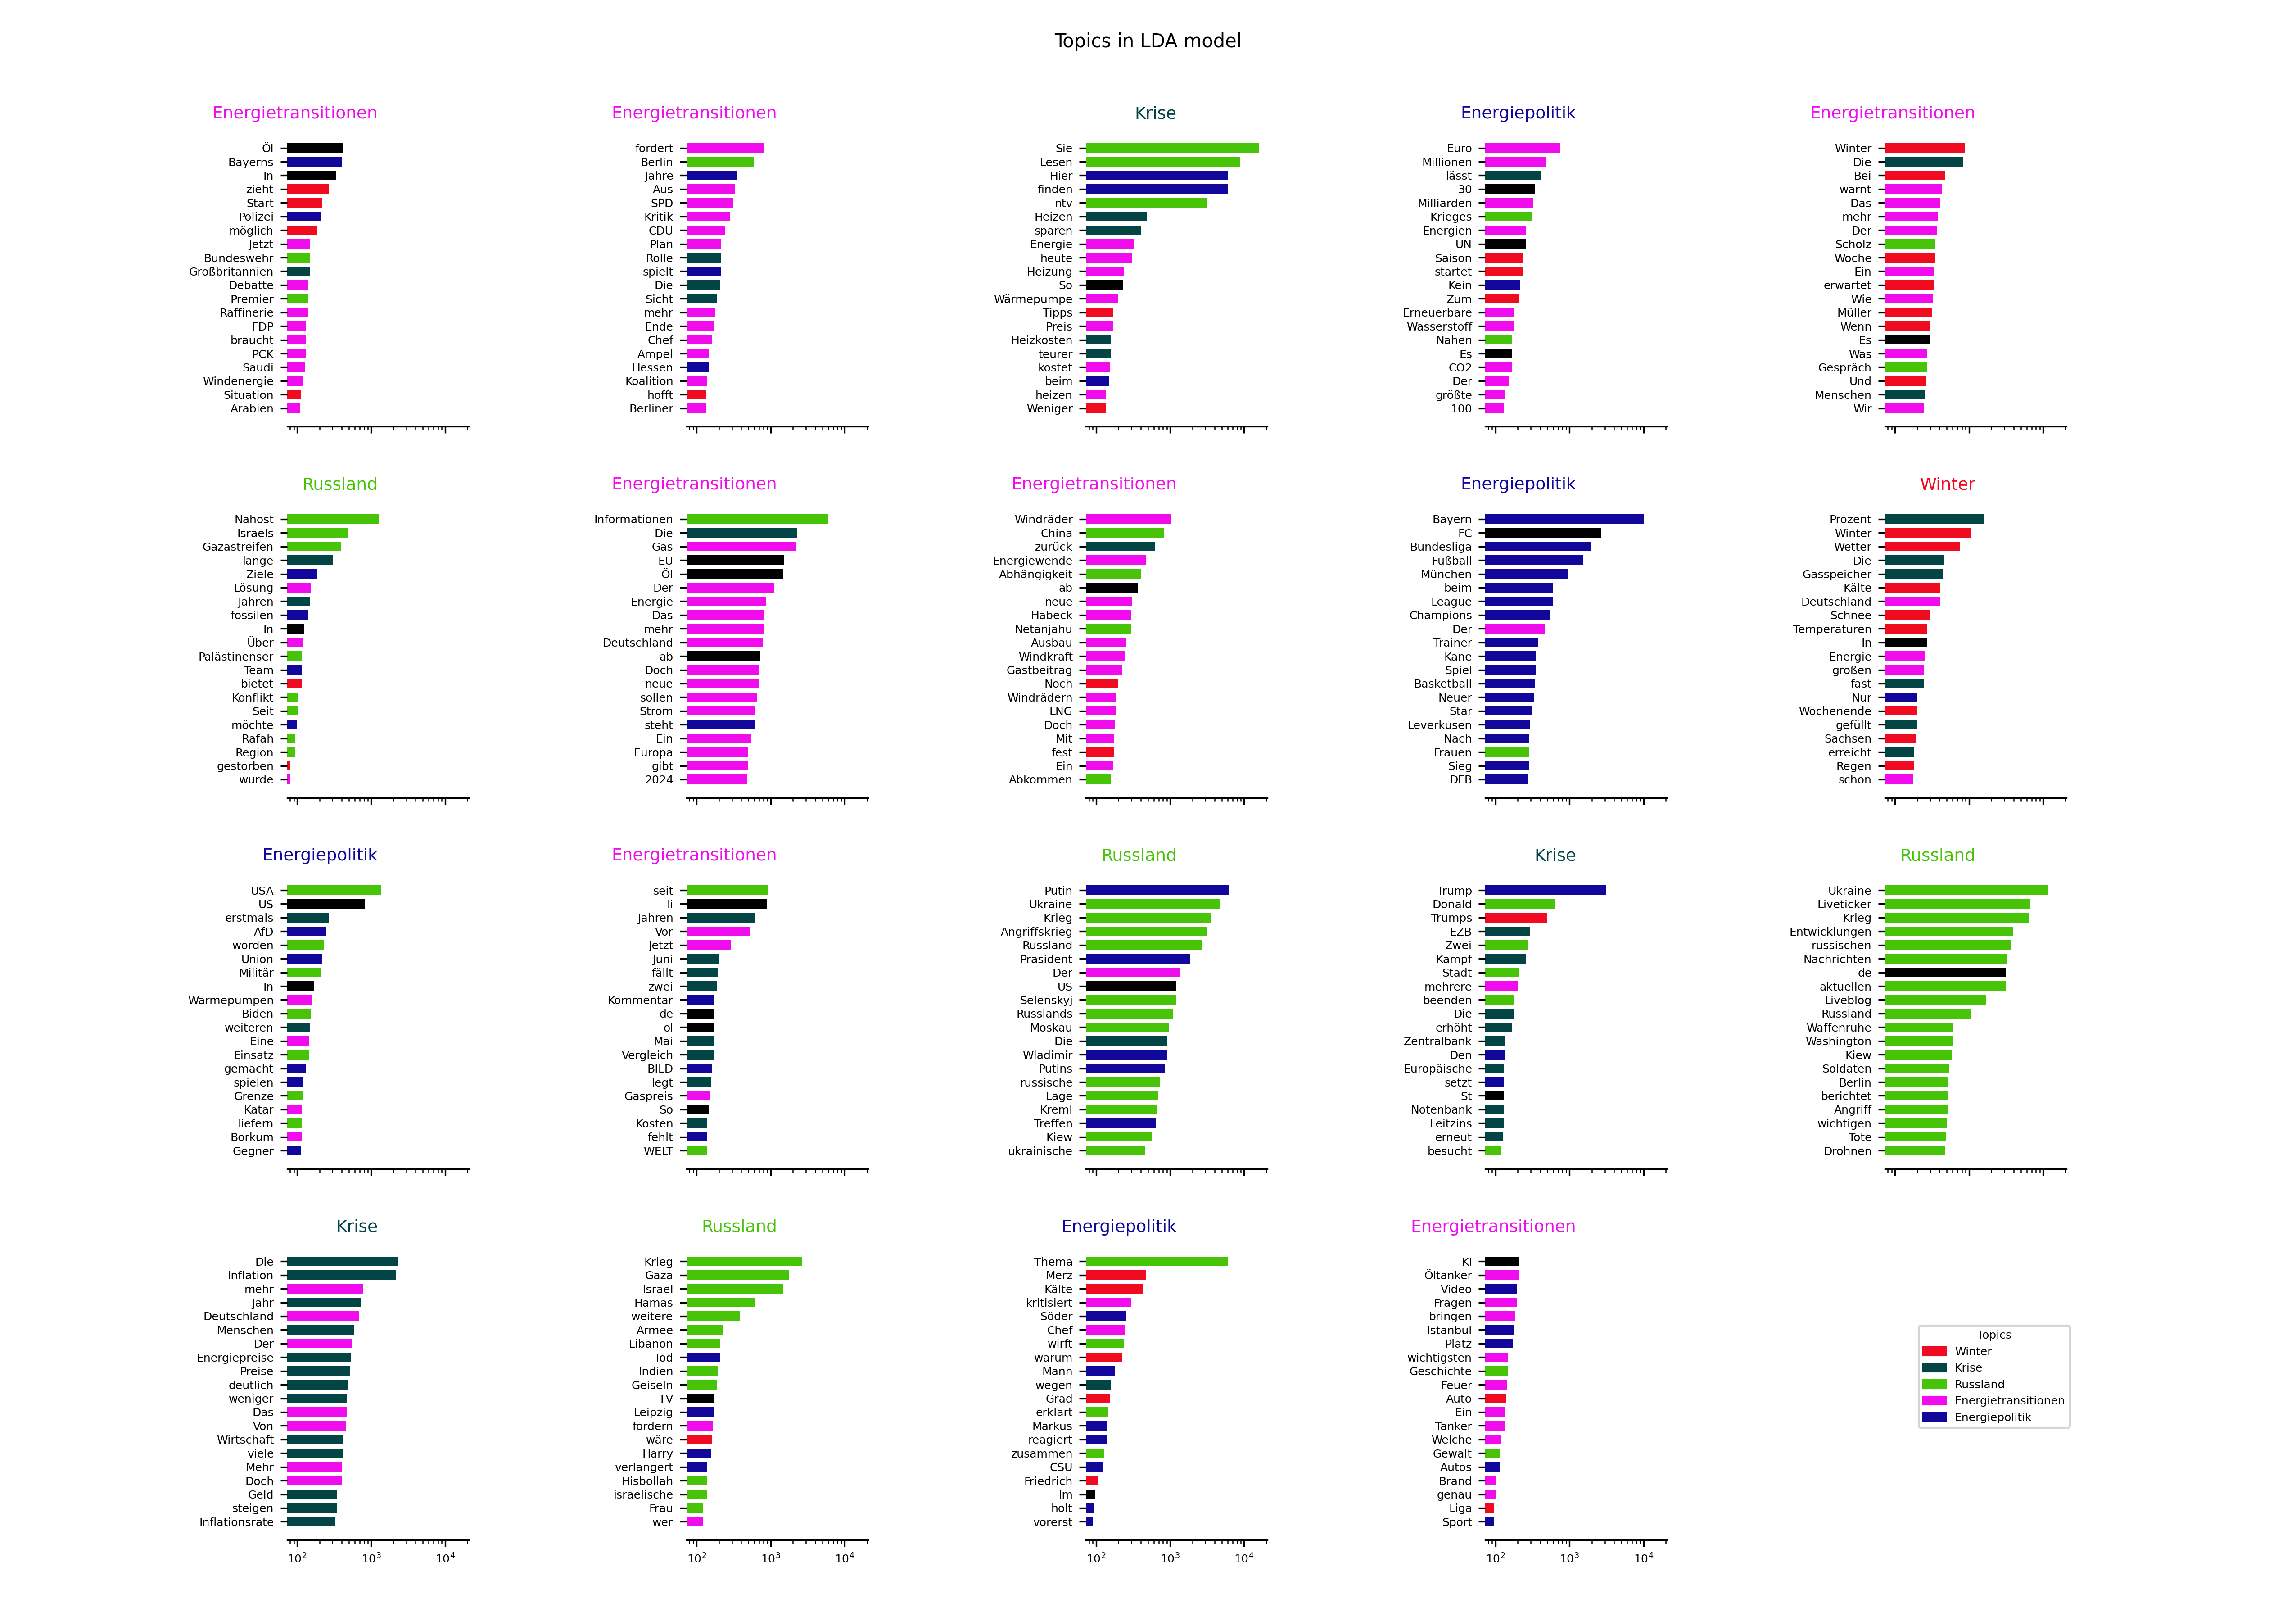 Topics in LDA model
Energietransitionen
Öl
Bayerns
In
zieht
Start
Polizei
möglich
Jetzt
Bundeswehr
Großbritannien
Debatte
Premier
Raffinerie
FDP
braucht
PCK
Saudi
Windenergie
Situation
Arabien
Energietransitionen
fordert
Berlin
Jahre
Aus
SPD
Kritik
CDU
Plan
Rolle
spielt
Die
Sicht
mehr
Ende
Chef
Ampel
Hessen
Koalition
hofft
Berliner
Krise
Sie
Lesen
Hier
finden
ntv
Heizen
sparen
Energie
heute
Heizung
So
Wärmepumpe
Tipps
Preis
Heizkosten
teurer
kostet
beim
heizen
Weniger
Energiepolitik
Euro
Millionen
lässt
30
Milliarden
Krieges
Energien
UN
Saison
startet
Kein
Zum
Erneuerbare
Wasserstoff
Nahen
Es
CO2
Der
größte
100
Energietransitionen
Winter
Die
Bei
warnt
Das
mehr
Der
Scholz
Woche
Ein
erwartet
Wie
Müller
Wenn
Es
Was
Gespräch
Und
Menschen
Wir
Russland
Nahost
Israels
Gazastreifen
lange
Ziele
Lösung
Jahren
fossilen
In
Über
Palästinenser
Team
bietet
Konflikt
Seit
möchte
Rafah
Region
gestorben
wurde
Energietransitionen
Informationen
Die
Gas
EU
Öl
Der
Energie
Das
mehr
Deutschland
ab
Doch
neue
sollen
Strom
steht
Ein
Europa
gibt
2024
Energietransitionen
Windräder
China
zurück
Energiewende
Abhängigkeit
ab
neue
Habeck
Netanjahu
Ausbau
Windkraft
Gastbeitrag
Noch
Windrädern
LNG
Doch
Mit
fest
Ein
Abkommen
Energiepolitik
Bayern
FC
Bundesliga
Fußball
München
beim
League
Champions
Der
Trainer
Kane
Spiel
Basketball
Neuer
Star
Leverkusen
Nach
Frauen
Sieg
DFB
Winter
Prozent
Winter
Wetter
Die
Gasspeicher
Kälte
Deutschland
Schnee
Temperaturen
In
Energie
großen
fast
Nur
Wochenende
gefüllt
Sachsen
erreicht
Regen
schon
Energiepolitik
USA
US
erstmals
AfD
worden
Union
Militär
In
Wärmepumpen
Biden
weiteren
Eine
Einsatz
gemacht
spielen
Grenze
Katar
liefern
Borkum
Gegner
Energietransitionen
seit
li
Jahren
Vor
Jetzt
Juni
fällt
zwei
Kommentar
de
ol
Mai
Vergleich
BILD
legt
Gaspreis
So
Kosten
fehlt
WELT
Russland
Putin
Ukraine
Krieg
Angriffskrieg
Russland
Präsident
Der
US
Selenskyj
Russlands
Moskau
Die
Wladimir
Putins
russische
Lage
Kreml
Treffen
Kiew
ukrainische
Krise
Trump
Donald
Trumps
EZB
Zwei
Kampf
Stadt
mehrere
beenden
Die
erhöht
Zentralbank
Den
Europäische
setzt
St
Notenbank
Leitzins
erneut
besucht
Russland
Ukraine
Liveticker
Krieg
Entwicklungen
russischen
Nachrichten
de
aktuellen
Liveblog
Russland
Waffenruhe
Washington
Kiew
Soldaten
Berlin
berichtet
Angriff
wichtigen
Tote
Drohnen
Krise
Die
Inflation
mehr
Jahr
Deutschland
Menschen
Der
Energiepreise
Preise
deutlich
weniger
Das
Von
Wirtschaft
viele
Mehr
Doch
Geld
steigen
Inflationsrate
10² 10³ 10⁴
Russland
Krieg
Gaza
Israel
Hamas
weitere
Armee
Libanon
Tod
Indien
Geiseln
TV
Leipzig
fordern
wäre
Harry
verlängert
Hisbollah
israelische
Frau
wer
10² 10³ 10⁴
Energiepolitik
Thema
Merz
Kälte
kritisiert
Söder
Chef
wirft
warum
Mann
wegen
Grad
erklärt
Markus
reagiert
zusammen
CSU
Friedrich
Im
holt
vorerst
10² 10³ 10⁴
Energietransitionen
KI
Öltanker
Video
Fragen
bringen
Istanbul
Platz
wichtigsten
Geschichte
Feuer
Auto
Ein
Tanker
Welche
Gewalt
Autos
Brand
genau
Liga
Sport
10² 10³ 10⁴
Topics
Winter
Krise
Russland
Energietransitionen
Energiepolitik